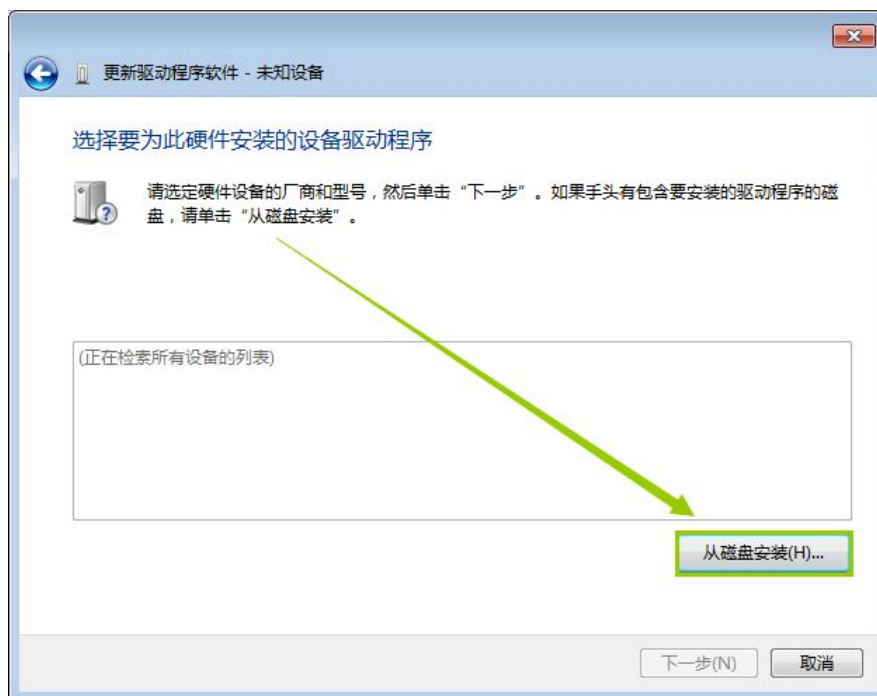 更新驱动程序软件 - 未知设备
选择要为此硬件安装的设备驱动程序
请选定硬件设备的厂商和型号，然后单击“下一步”。如果手头有包含要安装的驱动程序的磁
盘，请单击“从磁盘安装”。
(正在检索所有设备的列表)
从磁盘安装(H)...
下一步(N)
取消